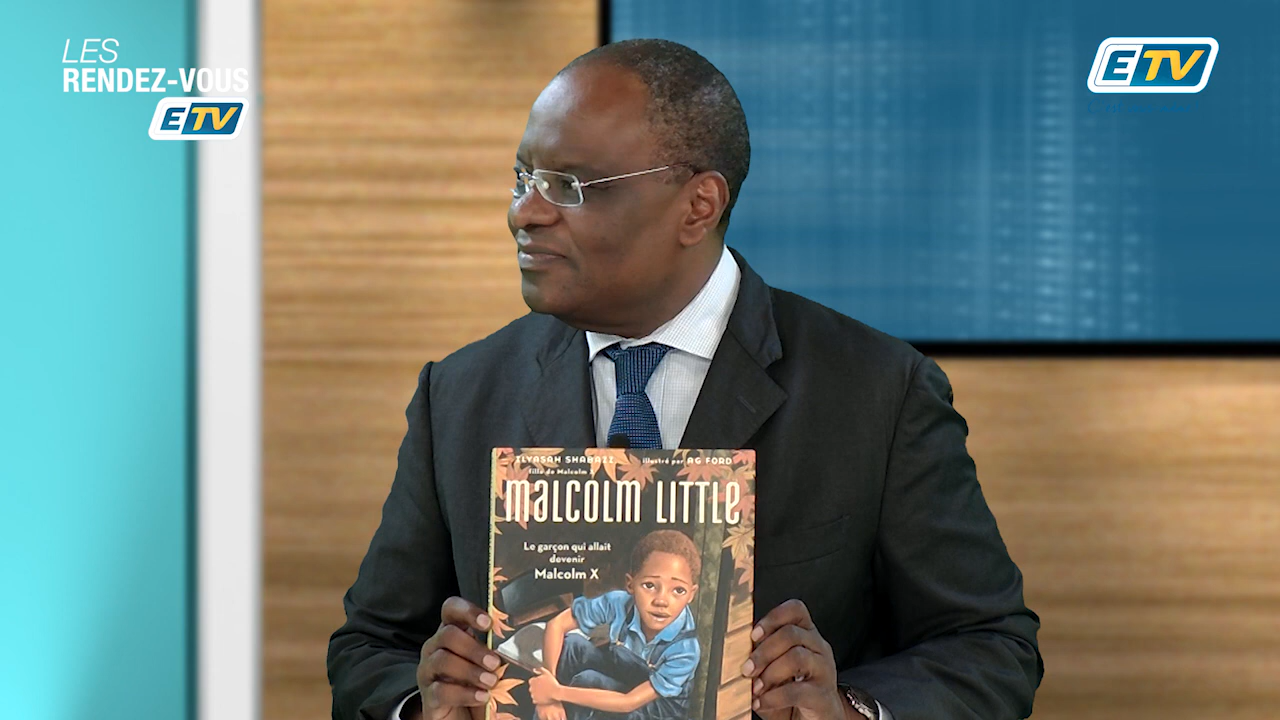 LES
RENDEZ-VOUS
ETV
ETV
ILYASAH SHABAZZ
fille de Malcolm X
illustré par AG FORD
MALCOLM LITTLE
Le garçon qui allait
devenir
Malcolm X